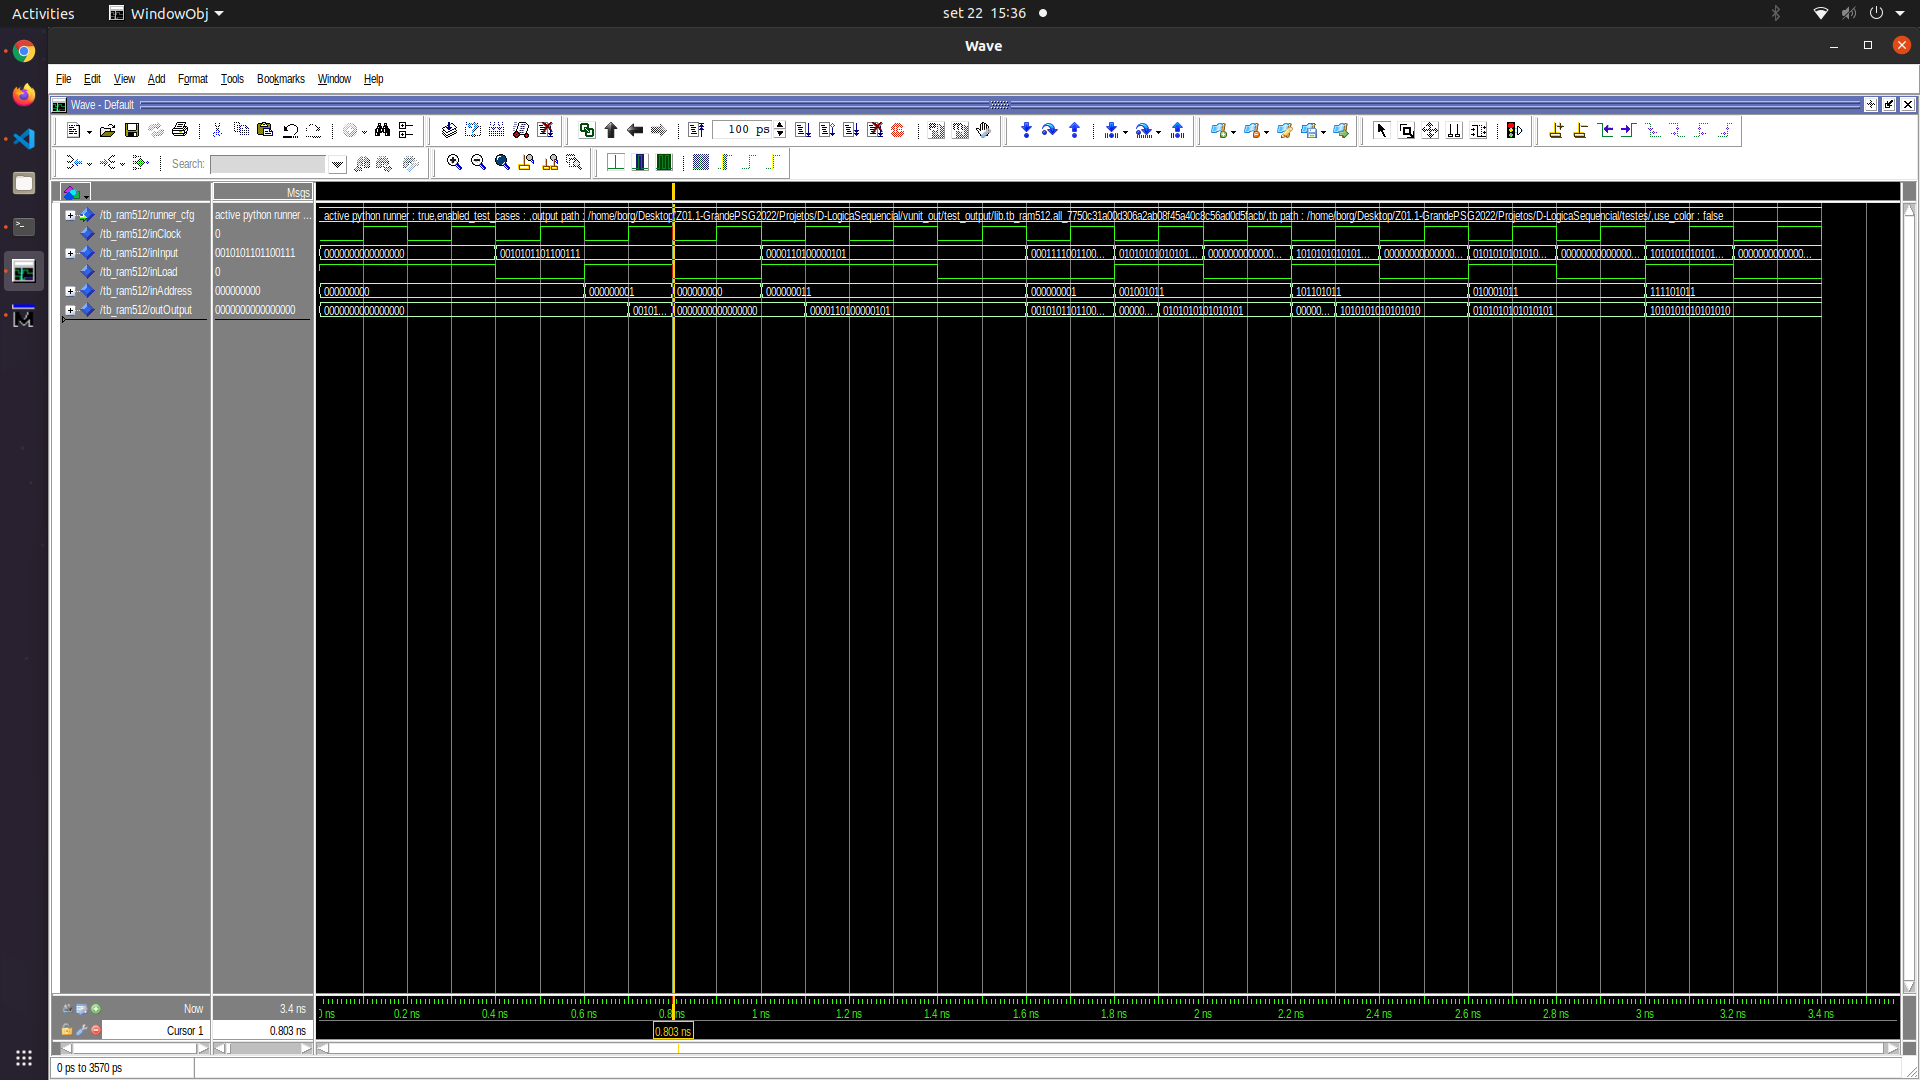 Activities WindowObj set 22 15:36
Wave
File Edit View Add Format Tools Bookmarks Window Help
Wave - Default
100 ps
Search:
Msgs
/tb_ram512/runner_cfg active python runner ... active python runner : true,enabled_test_cases : ,output path : /home/borg/Desktop/Z01.1-GrandePSG2022/Projetos/D-LogicaSequencial/vunit_out/test_output/lib.tb_ram512.all_7750c31a00d306a2ab08f45a40c8c56ad0d5facb/,tb path : /home/borg/Desktop/Z01.1-GrandePSG2022/Projetos/D-LogicaSequencial/testes/,use_color : false
/tb_ram512/inClock 0
/tb_ram512/inInput 0010101101100111 0000000000000000 0010101101100111 0000110100000101 0001111001100... 0101010101010... 0000000000000... 1010101010101... 0000000000000... 0101010101010... 0000000000000... 1010101010101... 0000000000000...
/tb_ram512/inLoad 0
/tb_ram512/inAddress 000000000 000000000 000000001 000000000 000000011 000000001 001001011 101101011 010001011 111101011
/tb_ram512/outOutput 0000000000000000 0000000000000000 00101... 0000000000000000 0000110100000101 0010101101100... 00000... 0101010101010101 00000... 1010101010101010 0101010101010101 1010101010101010
Now 3.4 ns 0.2 ns 0.4 ns 0.6 ns 0.8 ns 1 ns 1.2 ns 1.4 ns 1.6 ns 1.8 ns 2 ns 2.2 ns 2.4 ns 2.6 ns 2.8 ns 3 ns 3.2 ns 3.4 ns
Cursor 1 0.803 ns 0.803 ns
0 ps to 3570 ps